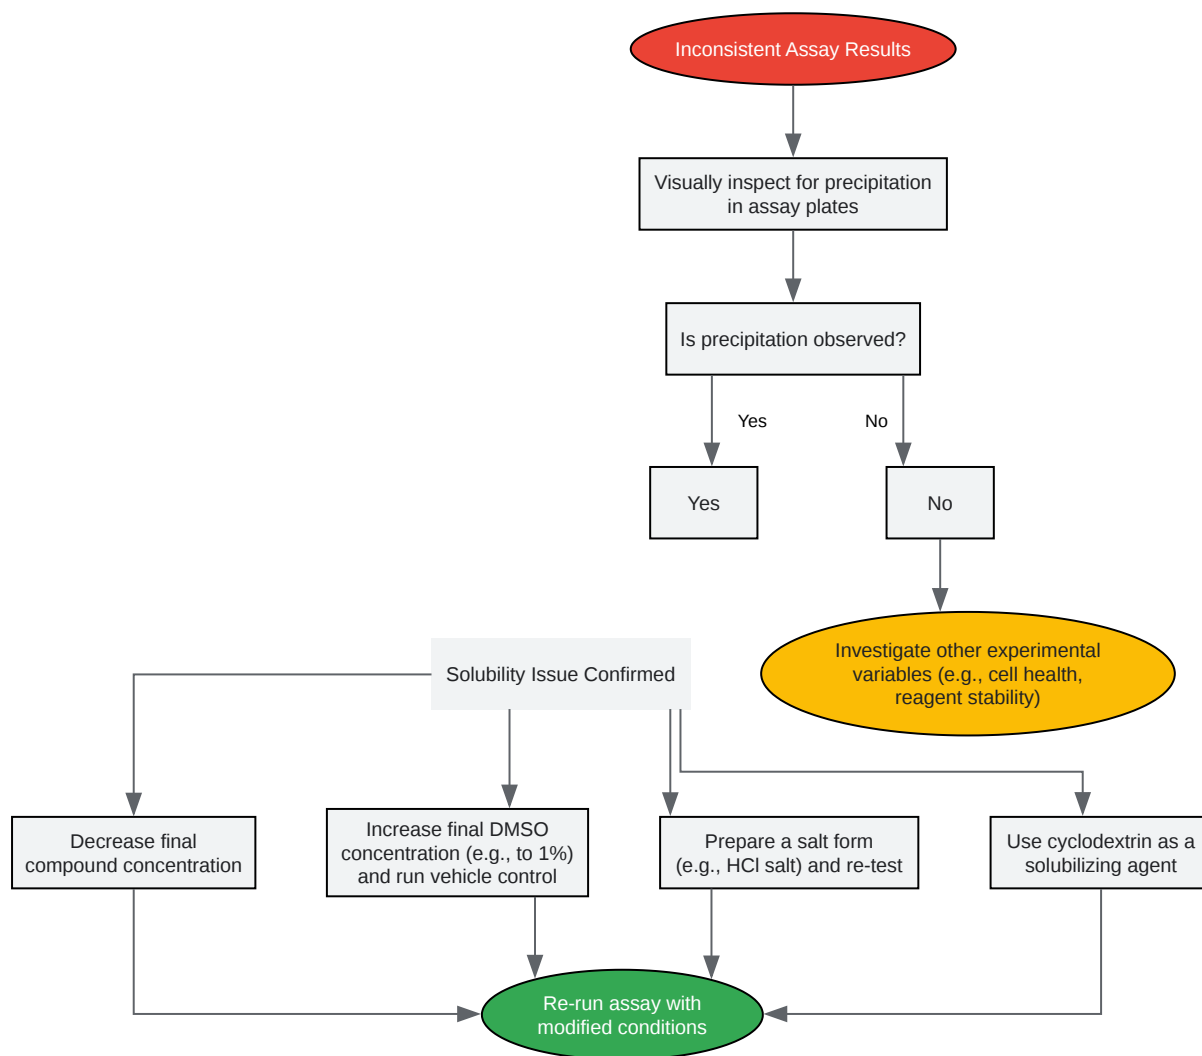 Inconsistent Assay Results
Visually inspect for precipitation
in assay plates
Is precipitation observed?
Yes
No
Yes
No
Investigate other experimental
variables (e.g., cell health,
reagent stability)
Solubility Issue Confirmed
Decrease final
compound concentration
Increase final DMSO
concentration (e.g., to 1%)
and run vehicle control
Prepare a salt form
(e.g., HCl salt) and re-test
Use cyclodextrin as a
solubilizing agent
Re-run assay with
modified conditions